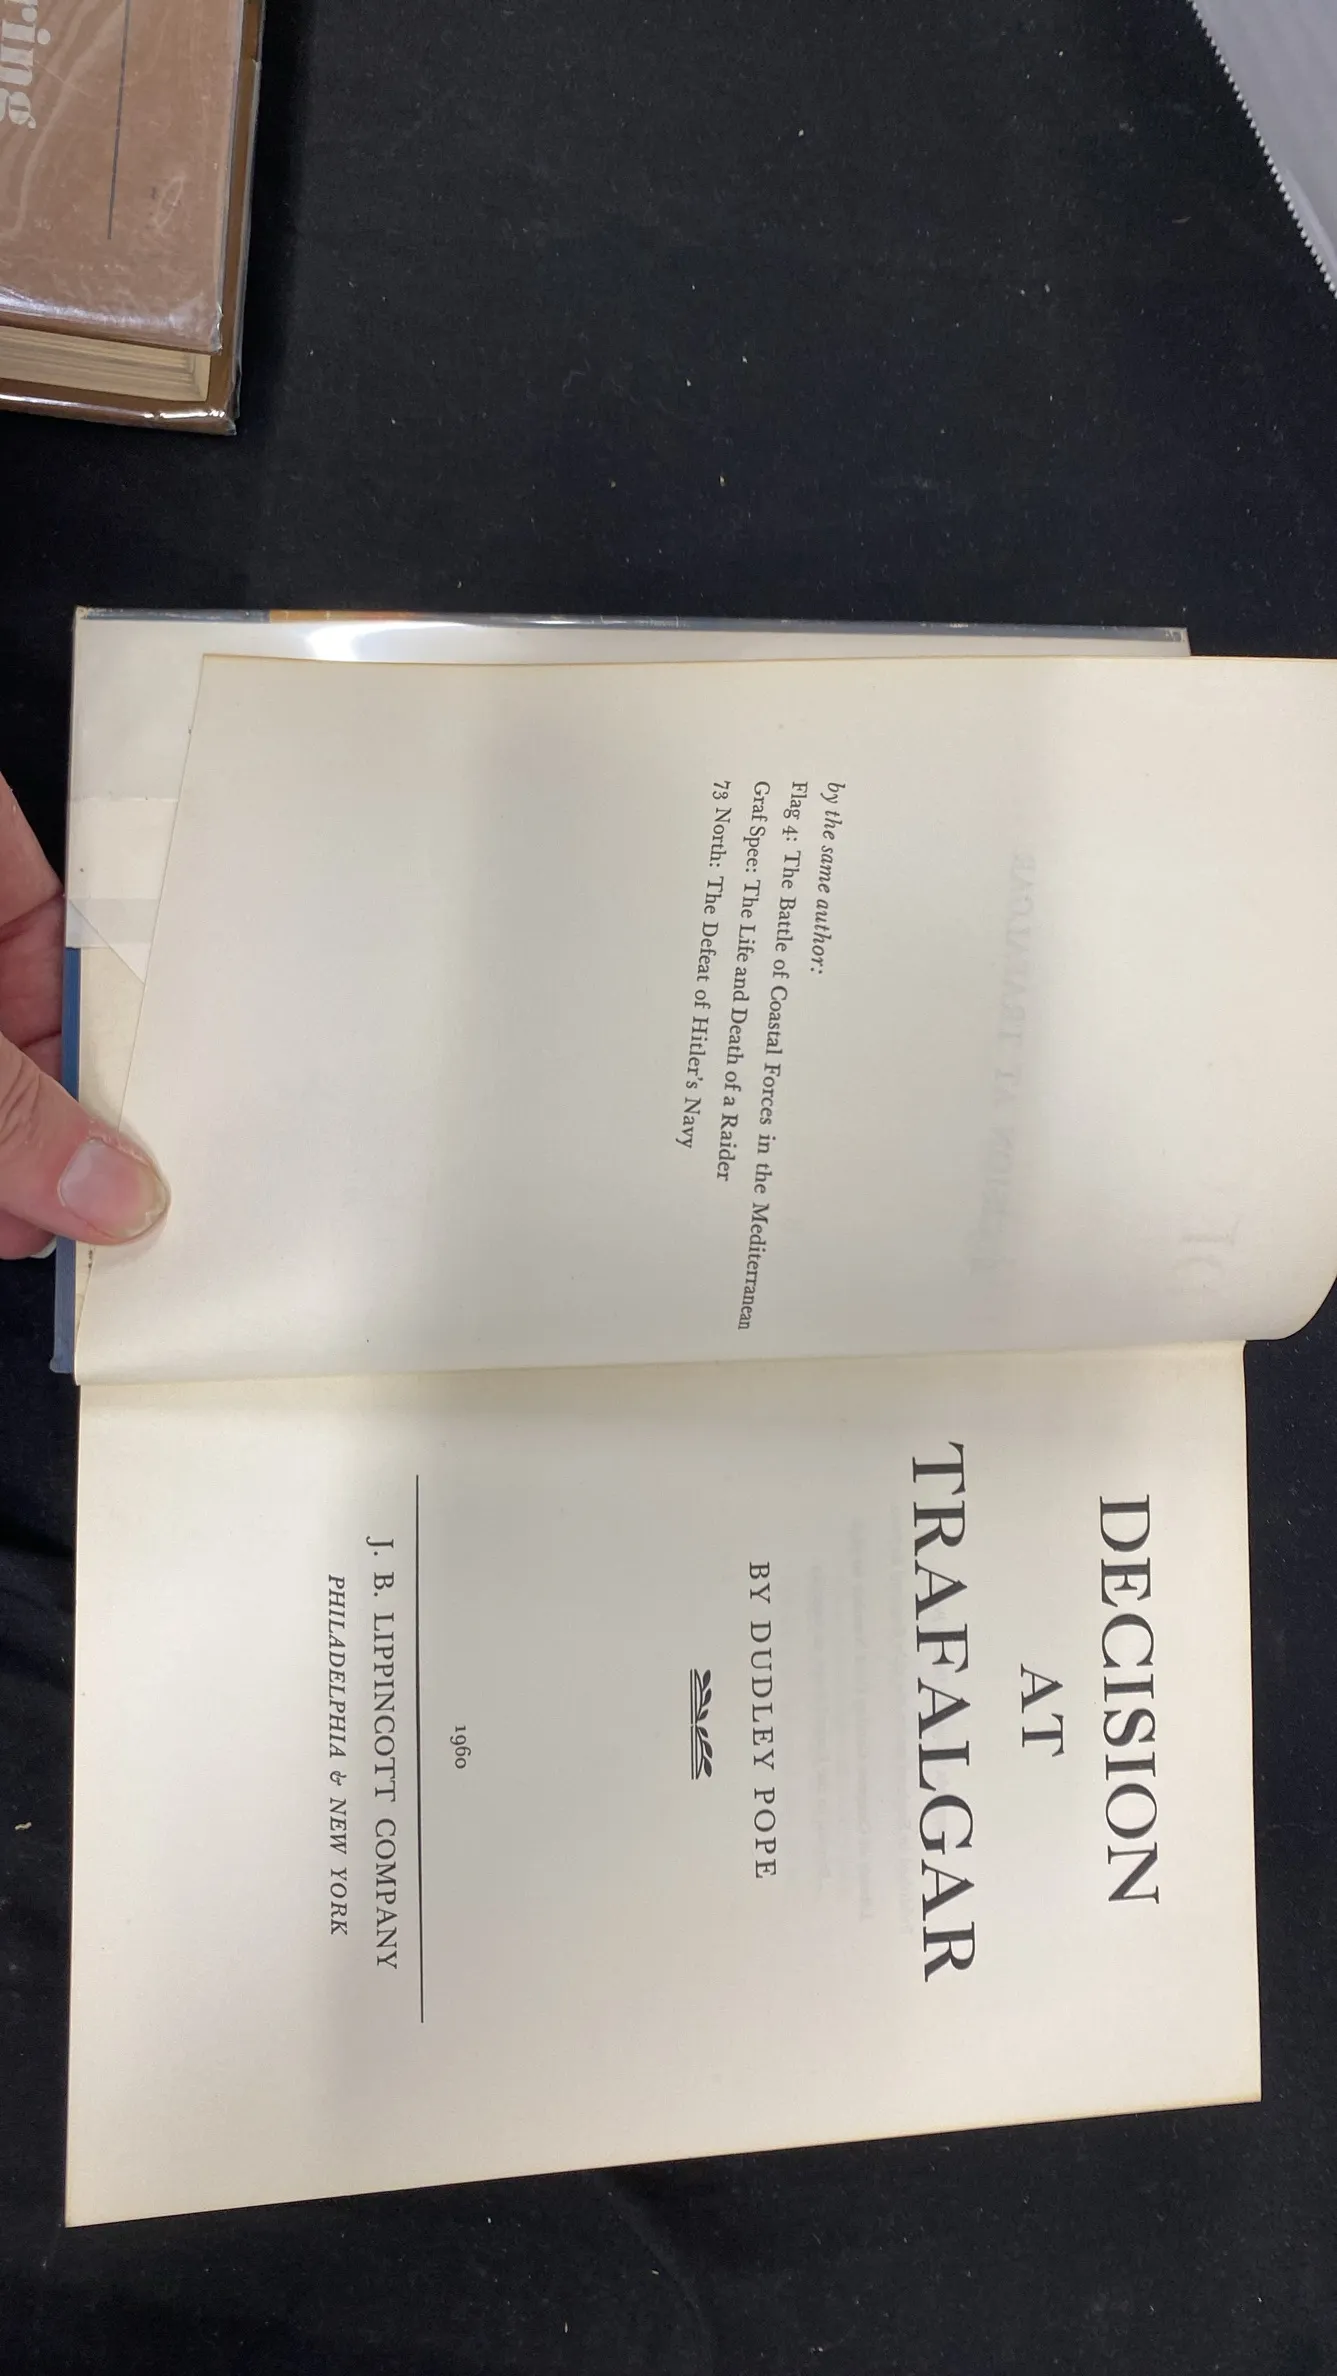 by the same author:
Flag 4: The Battle of Coastal Forces in the Mediterranean
Graf Spee: The Life and Death of a Raider
73 North: The Defeat of Hitler's Navy
DECISION
AT
TRAFALGAR
BY DUDLEY POPE
1960
J. B. LIPPINCOTT COMPANY
PHILADELPHIA & NEW YORK
ring